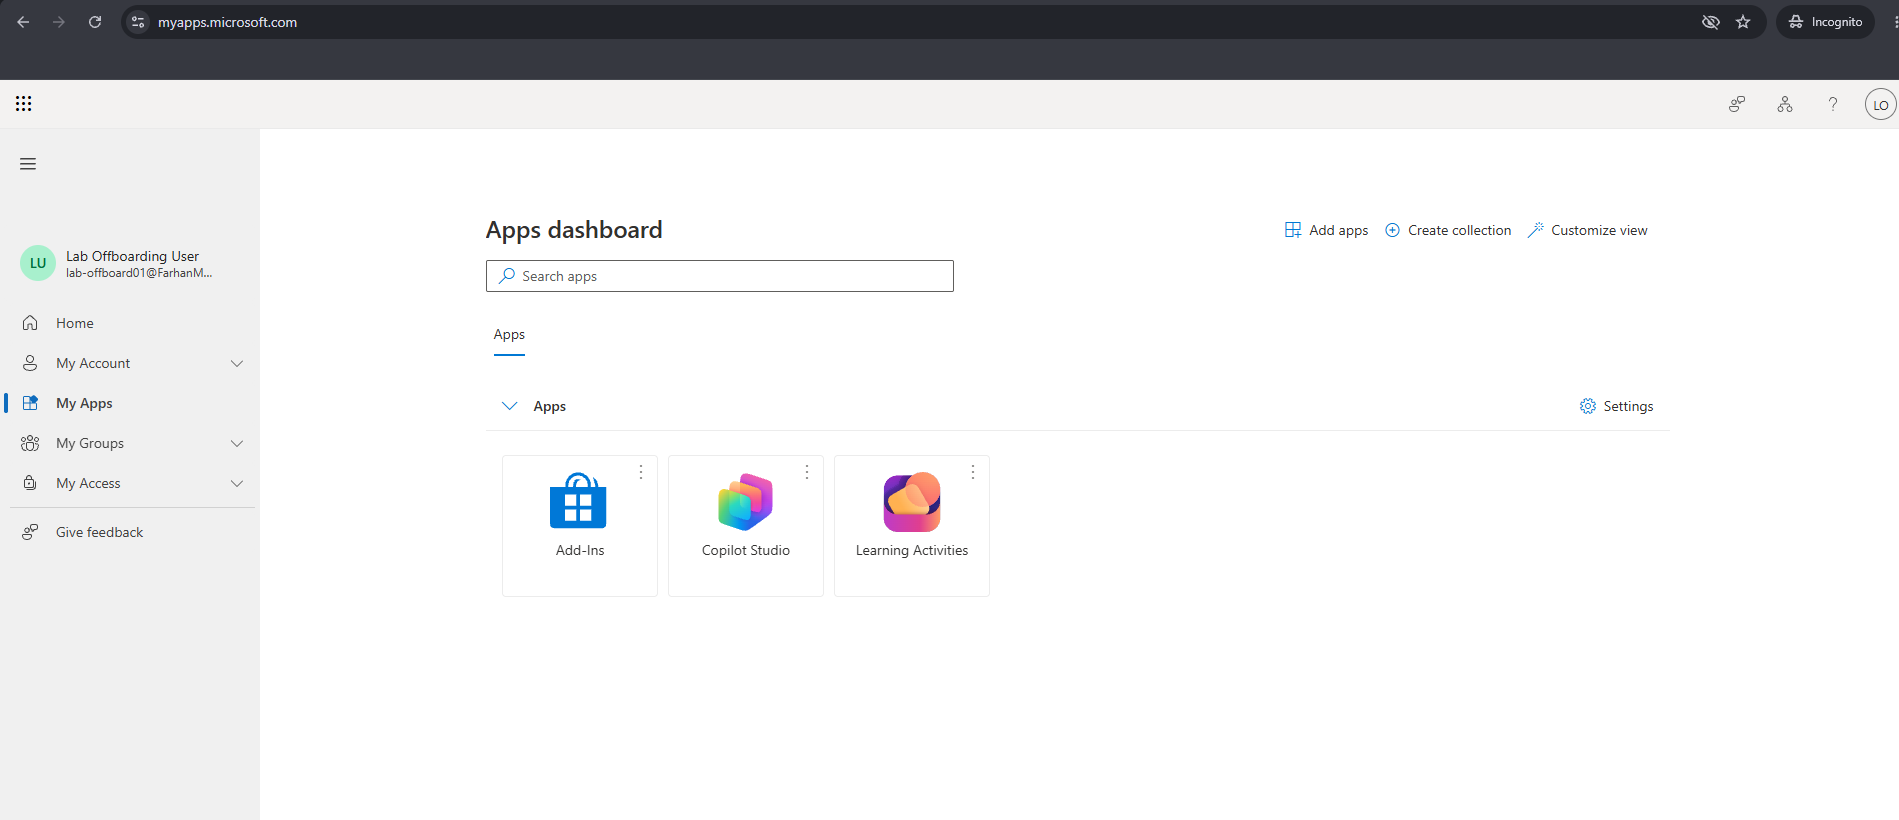 myapps.microsoft.com
Incognito
?
LO
LU
Lab Offboarding User
lab-offboard01@FarhanM...
Home
My Account
My Apps
My Groups
My Access
Give feedback
Apps dashboard
Add apps
Create collection
Customize view
Search apps
Apps
Apps
Settings
Add-Ins
Copilot Studio
Learning Activities